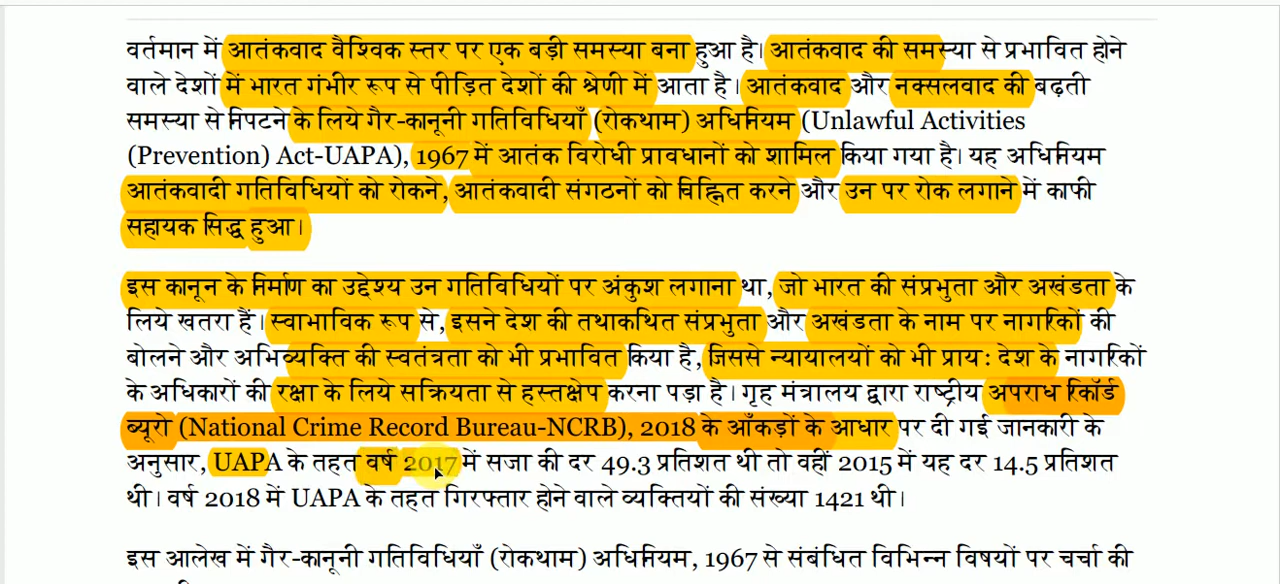 वर्तमान में आतंकवाद वैश्विक स्तर पर एक बड़ी समस्या बना हुआ है। आतंकवाद की समस्या से प्रभावित होने
वाले देशों में भारत गंभीर रूप से पीड़ित देशों की श्रेणी में आता है। आतंकवाद और नक्सलवाद की बढ़ती
समस्या से निपटने के लिये गैर-कानूनी गतिविधियाँ (रोकथाम) अधिनियम (Unlawful Activities
(Prevention) Act-UAPA), 1967 में आतंक विरोधी प्रावधानों को शामिल किया गया है। यह अधिनियम
आतंकवादी गतिविधियों को रोकने, आतंकवादी संगठनों को चिह्नित करने और उन पर रोक लगाने में काफी
सहायक सिद्ध हुआ।
इस कानून के निर्माण का उद्देश्य उन गतिविधियों पर अंकुश लगाना था, जो भारत की संप्रभुता और अखंडता के
लिये खतरा हैं। स्वाभाविक रूप से, इसने देश की तथाकथित संप्रभुता और अखंडता के नाम पर नागरिकों की
बोलने और अभिव्यक्ति की स्वतंत्रता को भी प्रभावित किया है, जिससे न्यायालयों को भी प्रायः देश के नागरिकों
के अधिकारों की रक्षा के लिये सक्रियता से हस्तक्षेप करना पड़ा है। गृह मंत्रालय द्वारा राष्ट्रीय अपराध रिकॉर्ड
ब्यूरो (National Crime Record Bureau-NCRB), 2018 के आँकड़ों के आधार पर दी गई जानकारी के
अनुसार, UAPA के तहत वर्ष 2017 में सजा की दर 49.3 प्रतिशत थी तो वहीं 2015 में यह दर 14.5 प्रतिशत
थी। वर्ष 2018 में UAPA के तहत गिरफ्तार होने वाले व्यक्तियों की संख्या 1421 थी।
इस आलेख में गैर-कानूनी गतिविधियाँ (रोकथाम) अधिनियम, 1967 से संबंधित विभिन्न विषयों पर चर्चा की